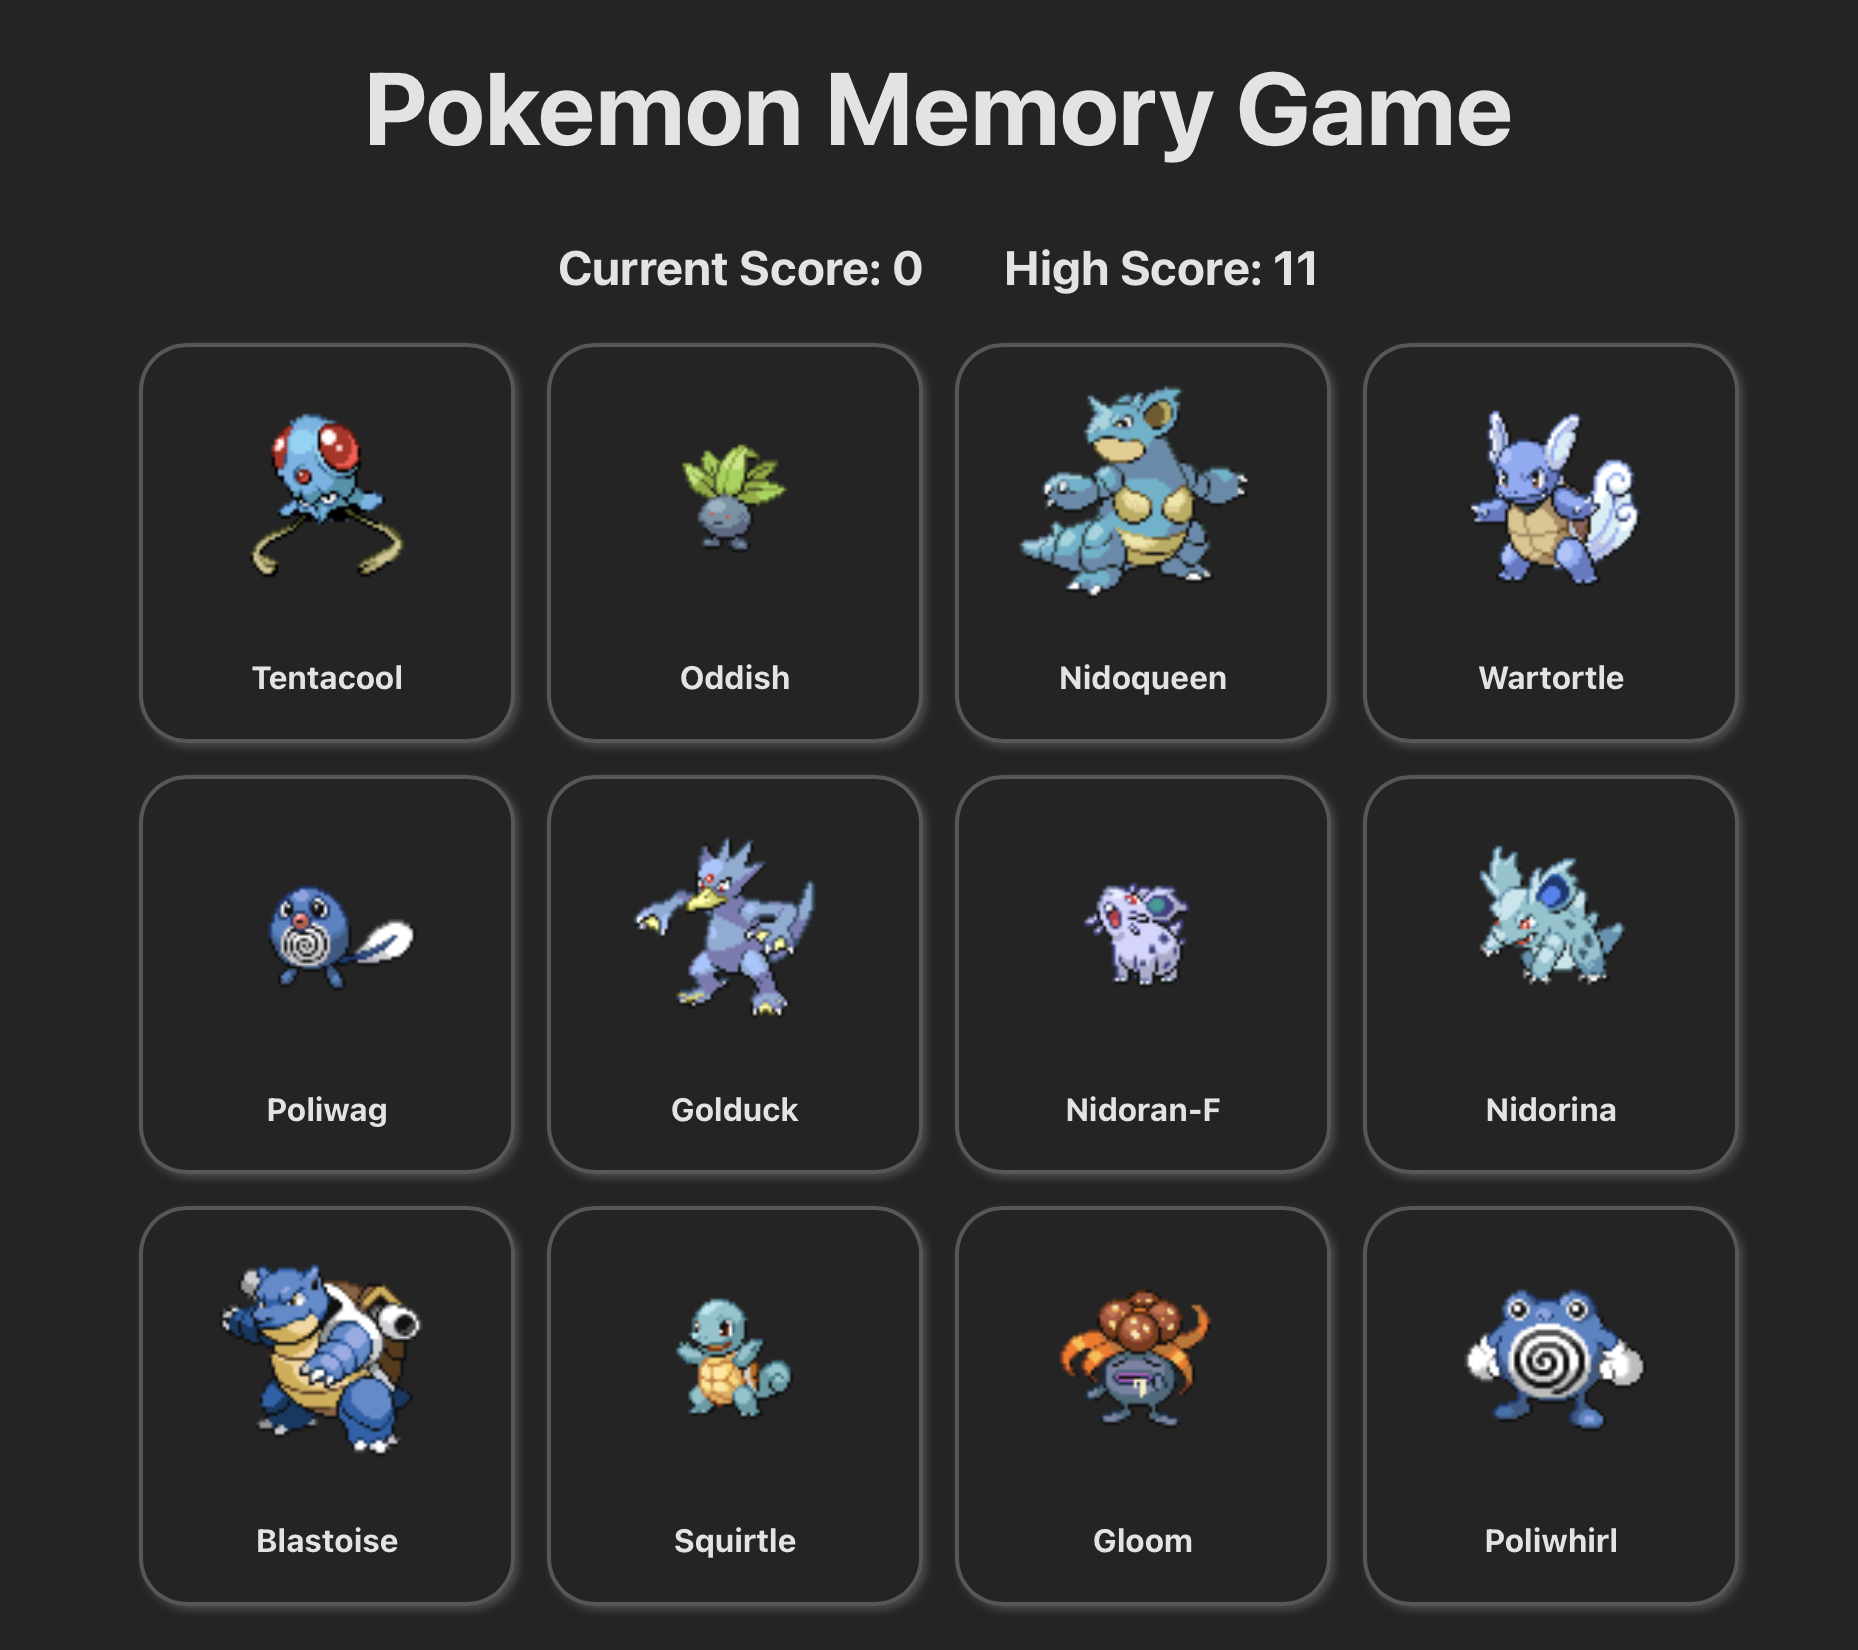 Pokemon Memory Game
Current Score: 0 High Score: 11
Tentacool Oddish Nidoqueen Wartortle
Poliwag Golduck Nidoran-F Nidorina
Blastoise Squirtle Gloom Poliwhirl